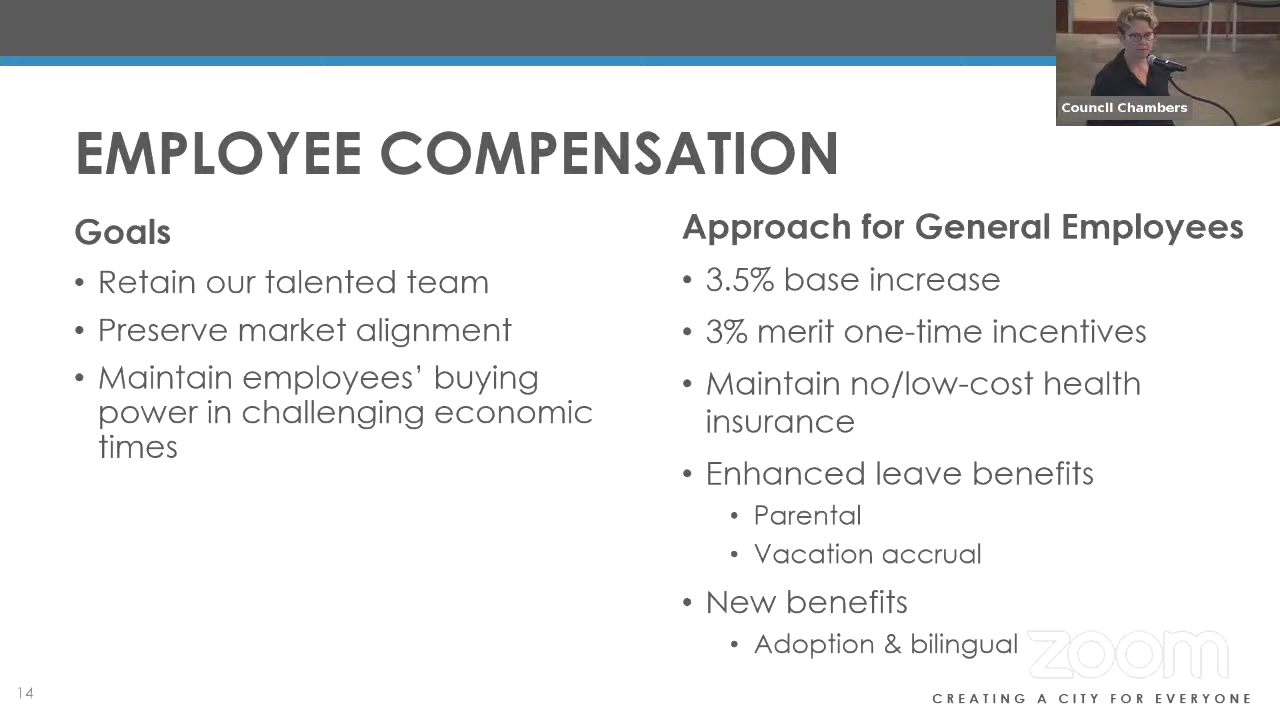 Council Chambers
EMPLOYEE COMPENSATION
Goals
• Retain our talented team
• Preserve market alignment
• Maintain employees’ buying
power in challenging economic
times
Approach for General Employees
• 3.5% base increase
• 3% merit one-time incentives
• Maintain no/low-cost health
insurance
• Enhanced leave benefits
• Parental
• Vacation accrual
• New benefits
• Adoption & bilingual
zoom
14
CREATING A CITY FOR EVERYONE